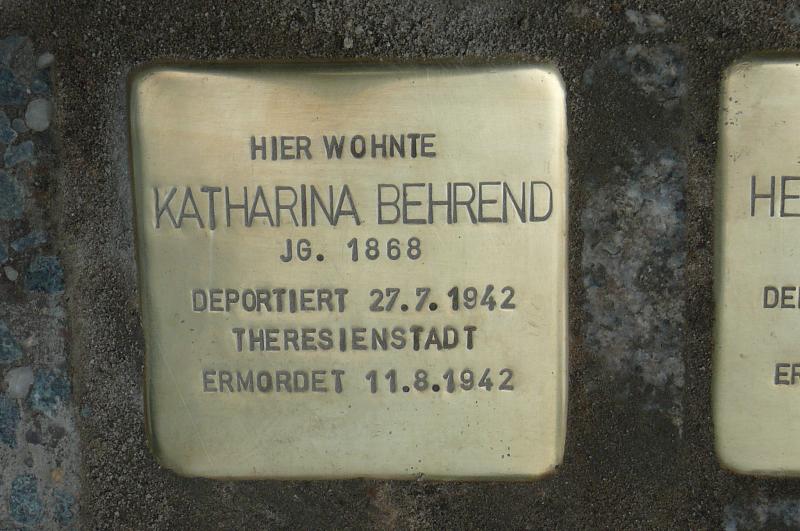 HIER WOHNTE
KATHARINA BEHREND
JG. 1868
DEPORTIERT 27.7.1942
THERESIENSTADT
ERMORDET 11.8.1942